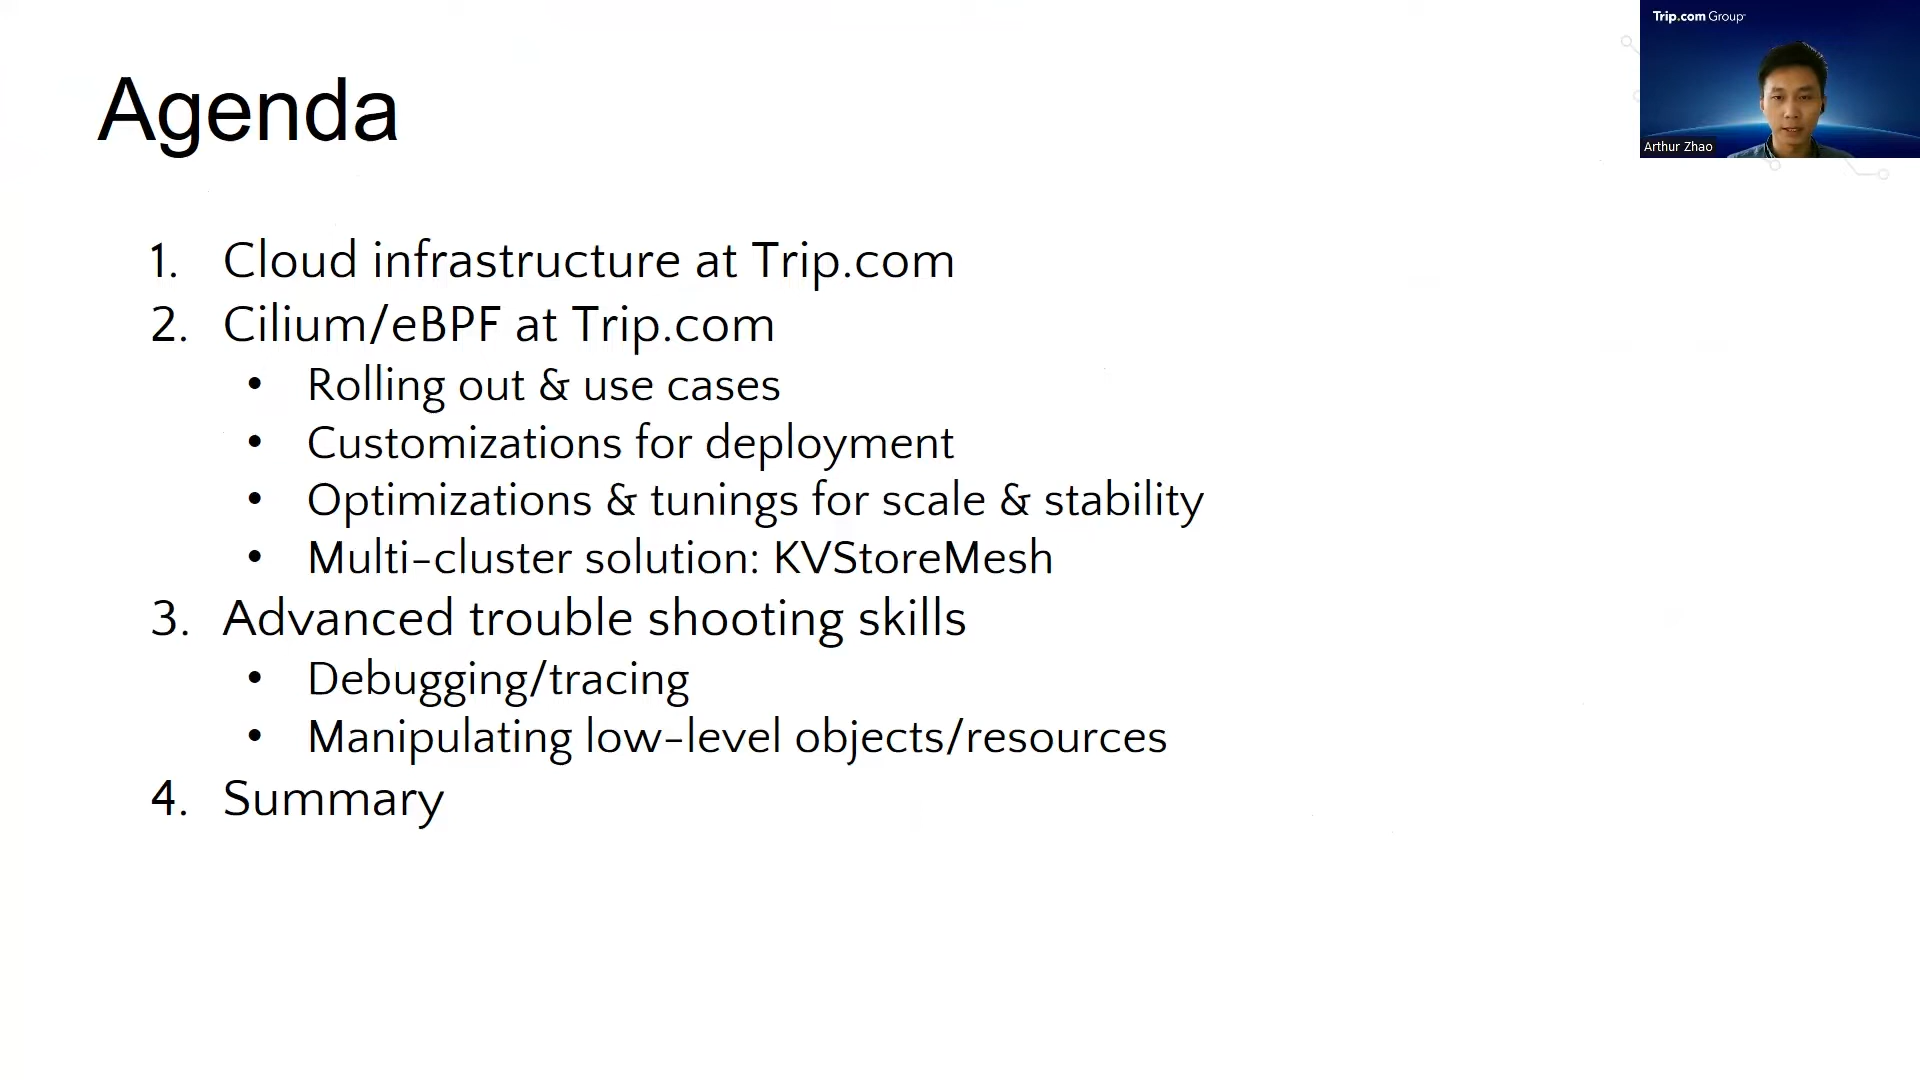 Agenda
Trip.com Group
Arthur Zhao
1. Cloud infrastructure at Trip.com
2. Cilium/eBPF at Trip.com
• Rolling out & use cases
• Customizations for deployment
• Optimizations & tunings for scale & stability
• Multi-cluster solution: KVStoreMesh
3. Advanced trouble shooting skills
• Debugging/tracing
• Manipulating low-level objects/resources
4. Summary